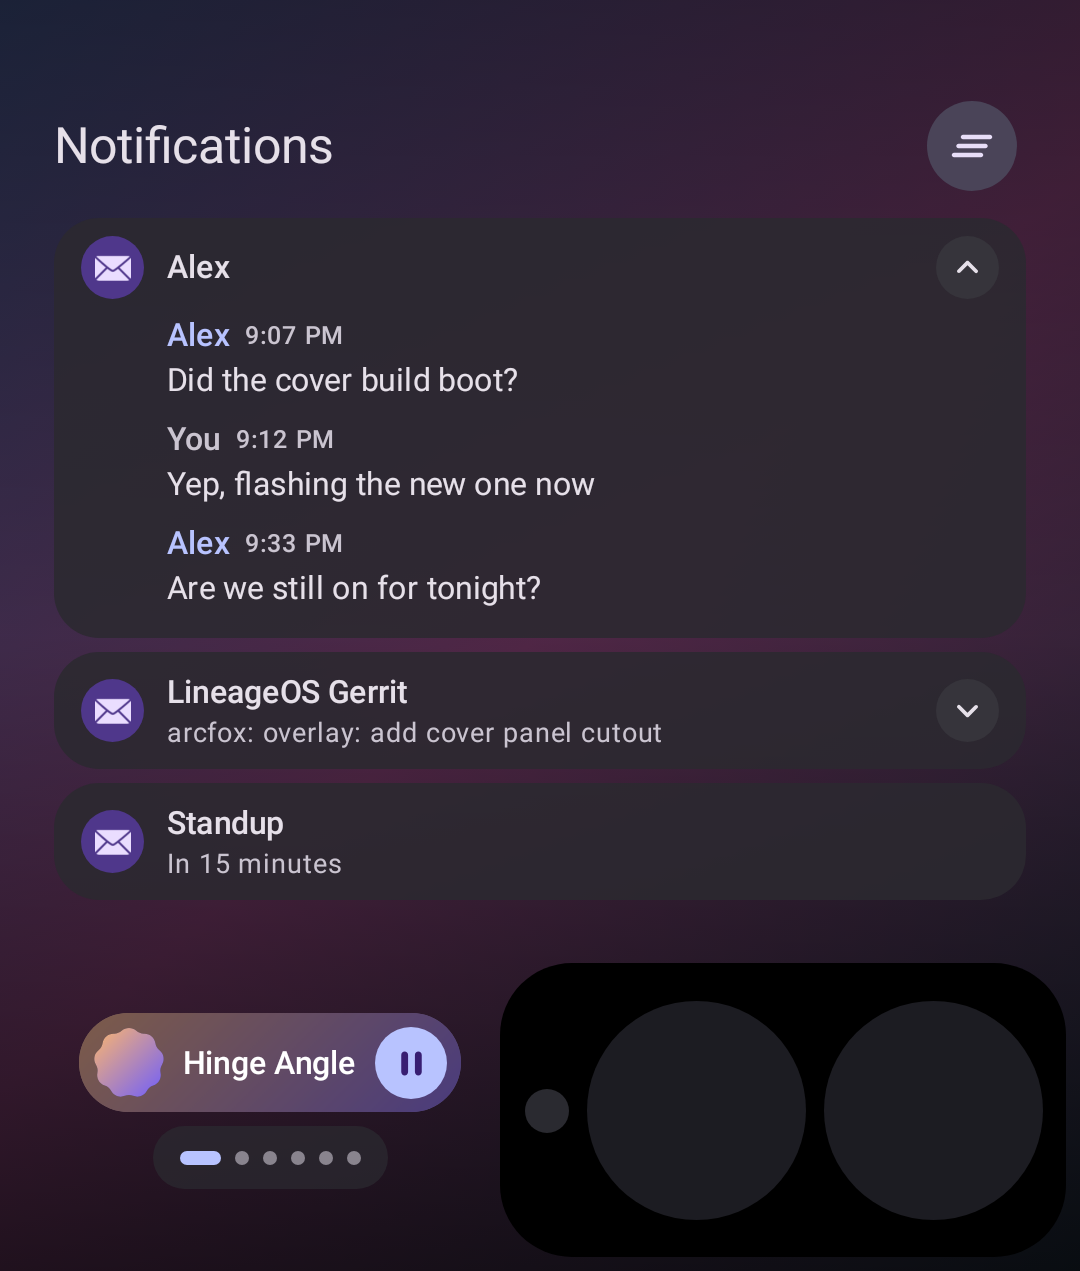 Notifications
Alex
Alex 9:07 PM
Did the cover build boot?
You 9:12 PM
Yep, flashing the new one now
Alex 9:33 PM
Are we still on for tonight?
LineageOS Gerrit
arcfox: overlay: add cover panel cutout
Standup
In 15 minutes
Hinge Angle